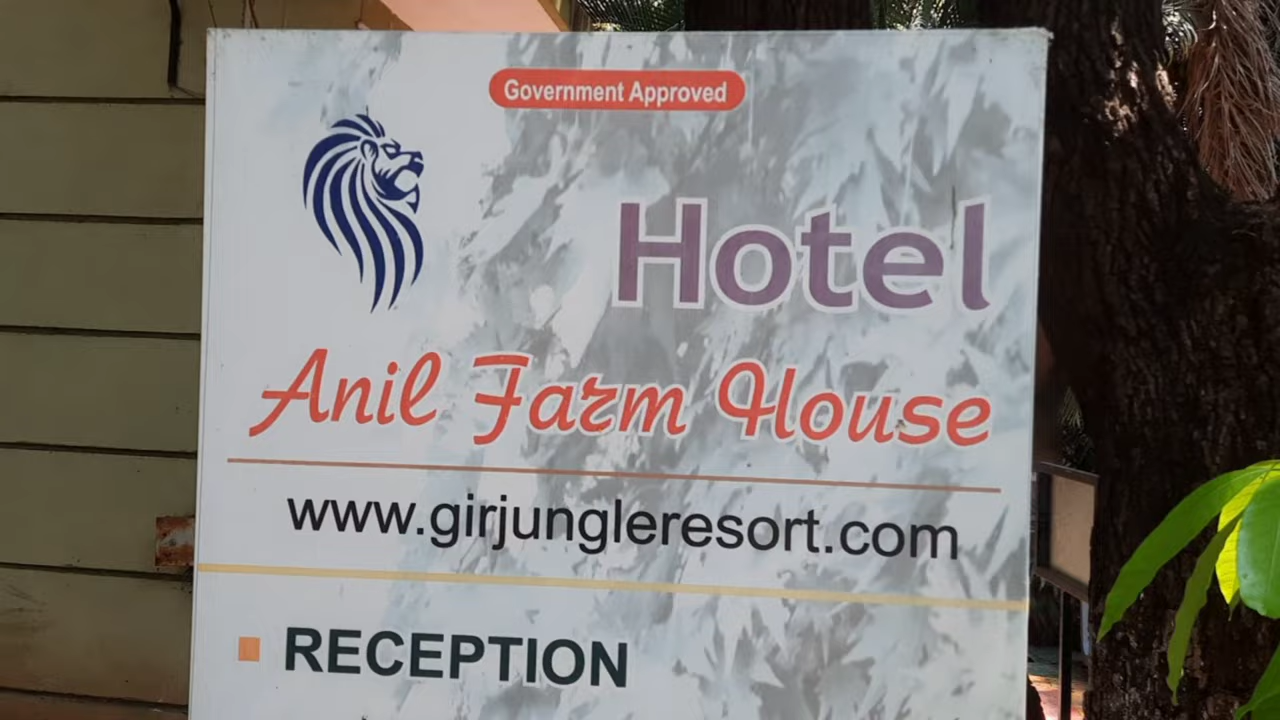 Government Approved
Hotel
Anil Farm House
www.girjungleresort.com
RECEPTION